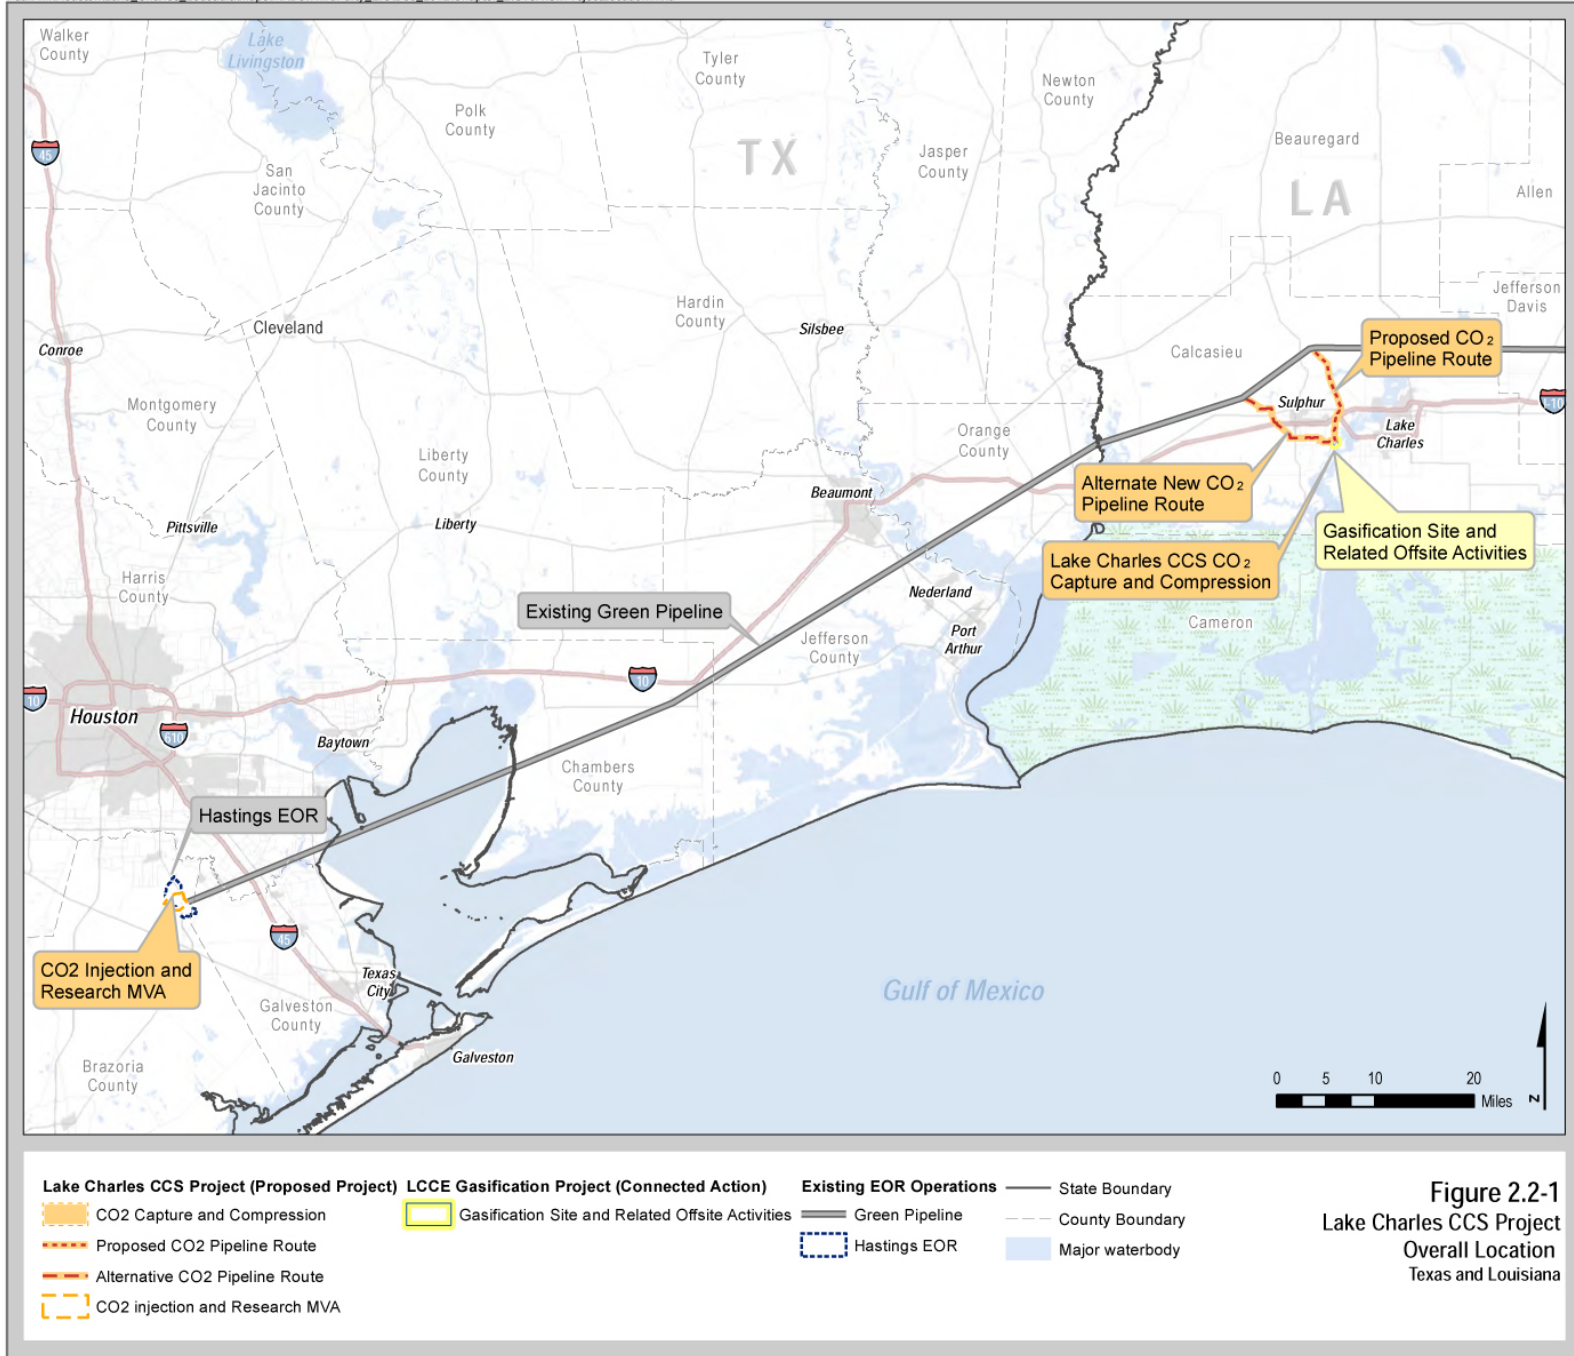 Walker
County
Lake
Livingston
Tyler
County
Newton
County
Polk
County
TX
Jasper
County
Beauregard
45
San
Jacinto
County
LA
Allen
Jefferson
Davis
Hardin
County
Silsbee
Cleveland
Conroe
Calcasieu
Proposed CO2
Pipeline Route
Montgomery
County
Sulphur
Lake
Charles
10
Orange
County
Liberty
County
Alternate New CO2
Pipeline Route
Beaumont
Pittsville
Liberty
Gasification Site and
Related Offsite Activities
Lake Charles CCS CO2
Capture and Compression
Harris
County
Nederland
Existing Green Pipeline
Port
Arthur
Jefferson
County
Cameron
10
10
Houston
610
Baytown
Chambers
County
Hastings EOR
45
CO2 Injection and
Research MVA
Texas
City
Galveston
County
Gulf of Mexico
Galveston
Brazoria
County
0 5 10 20
Miles
N
Lake Charles CCS Project (Proposed Project)
CO2 Capture and Compression
Proposed CO2 Pipeline Route
Alternative CO2 Pipeline Route
CO2 injection and Research MVA
LCCE Gasification Project (Connected Action)
Gasification Site and Related Offsite Activities
Existing EOR Operations
Green Pipeline
Hastings EOR
State Boundary
County Boundary
Major waterbody
Figure 2.2-1
Lake Charles CCS Project
Overall Location
Texas and Louisiana